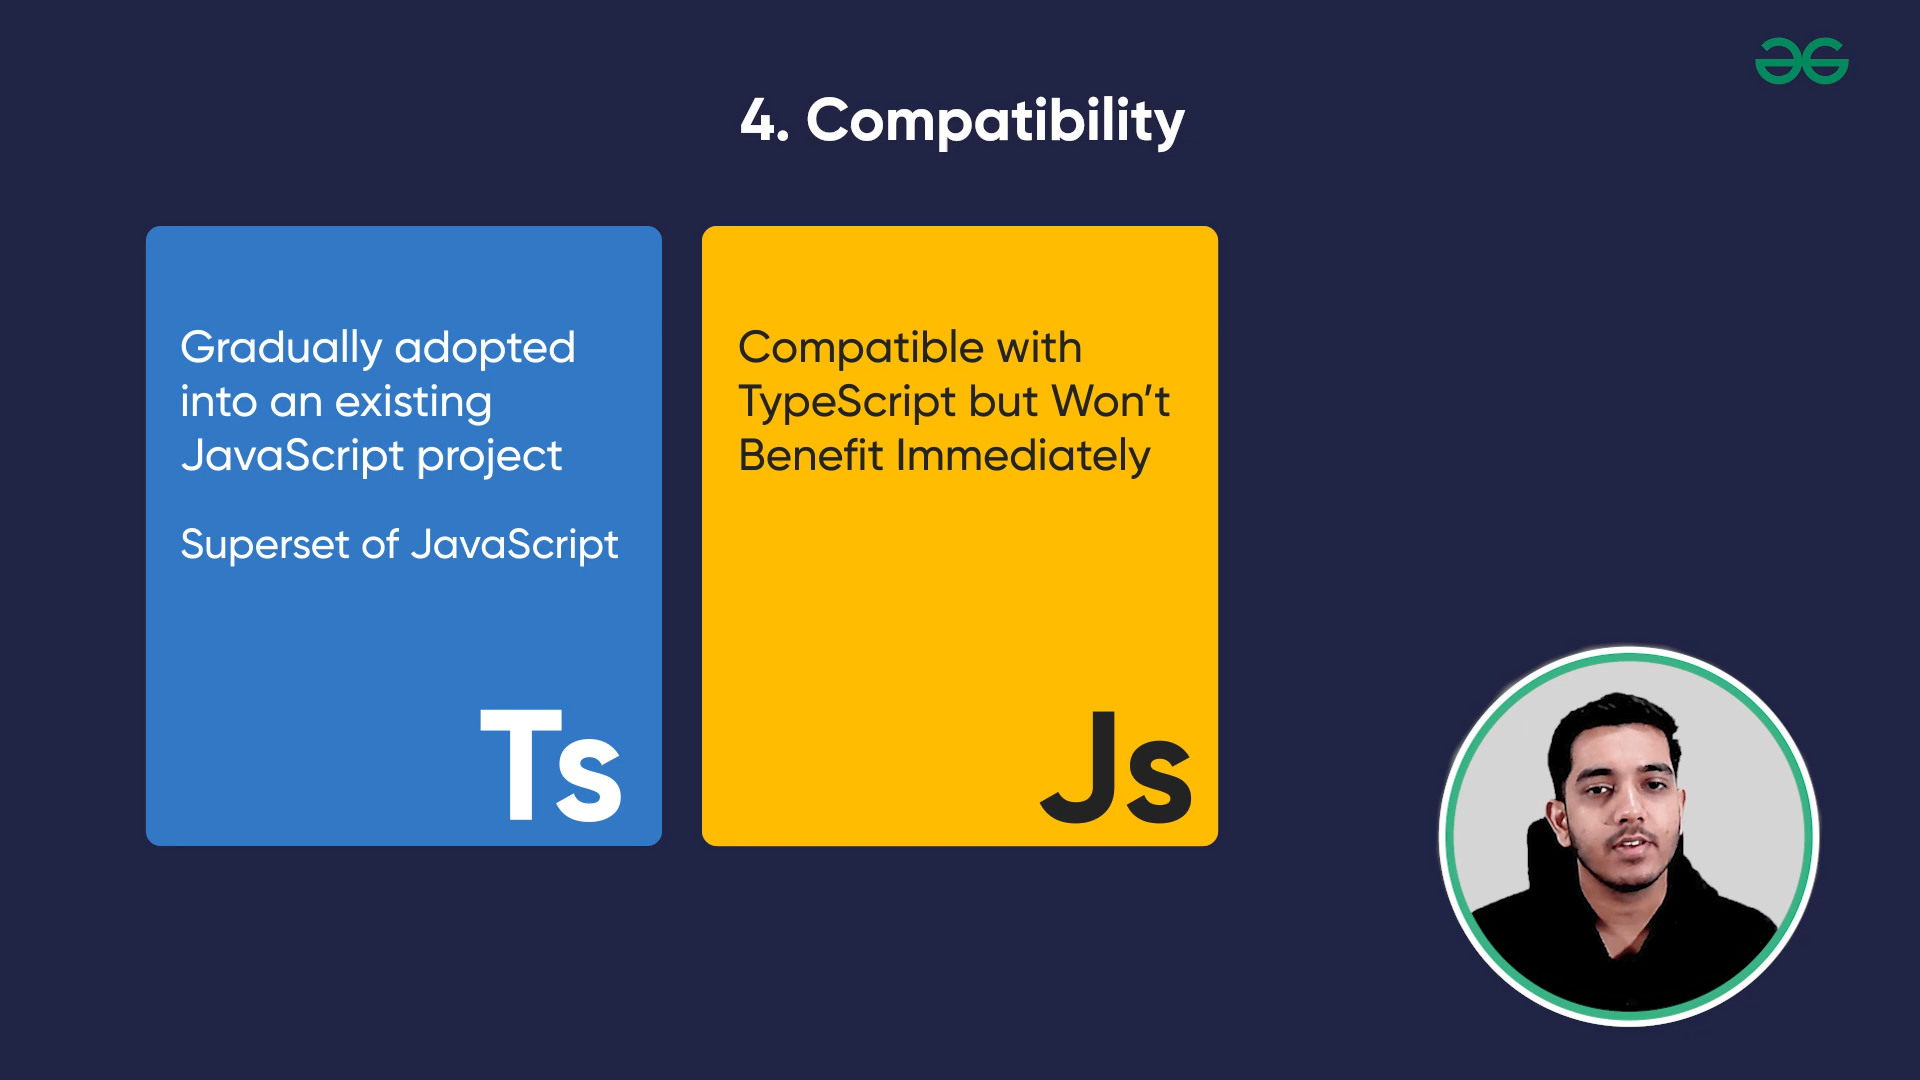 4. Compatibility
Gradually adopted
into an existing
JavaScript project
Superset of JavaScript
Ts
Compatible with
TypeScript but Won’t
Benefit Immediately
Js